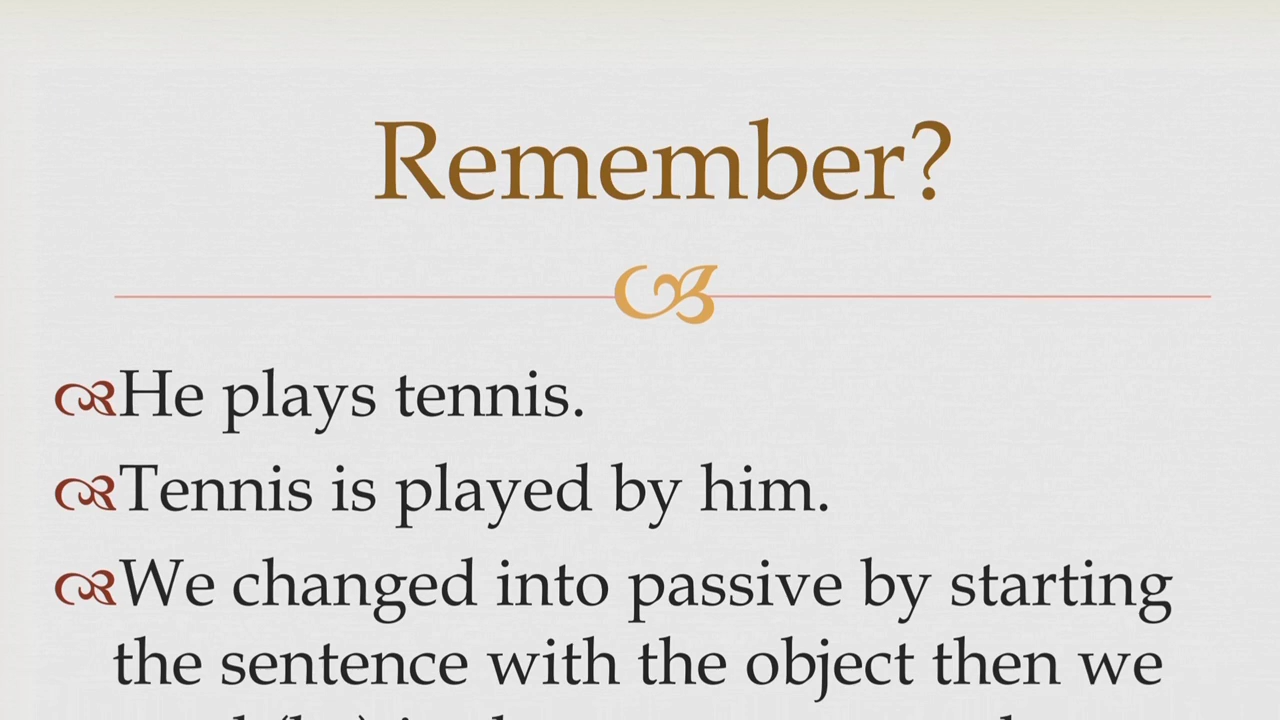 Remember?
He plays tennis.
Tennis is played by him.
We changed into passive by starting
the sentence with the object then we